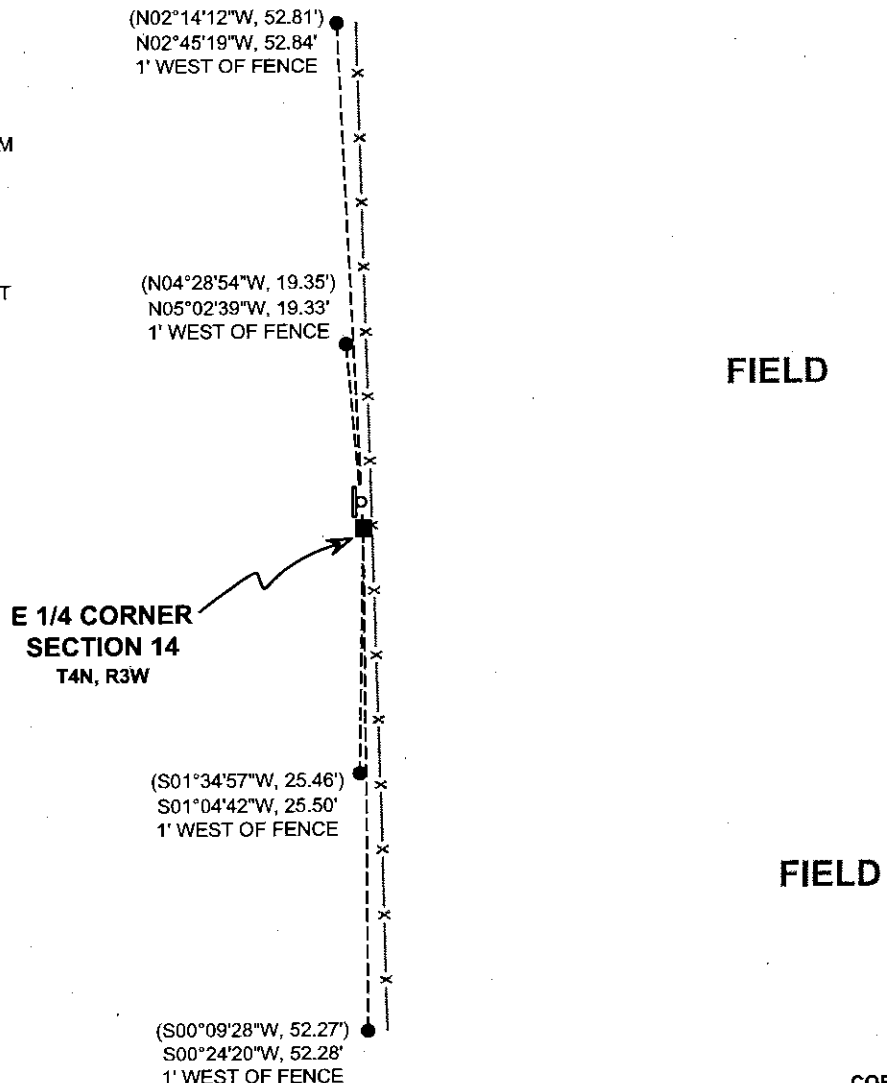 (N02°14'12"W, 52.81')
N02°45'19"W, 52.84'
1' WEST OF FENCE
M
(N04°28'54"W, 19.35')
T
N05°02'39"W, 19.33'
1' WEST OF FENCE
FIELD
E 1/4 CORNER
SECTION 14
T4N, R3W
(S01°34'57"W, 25.46')
S01°04'42"W, 25.50'
1' WEST OF FENCE
FIELD
(S00°09'28"W, 52.27')
S00°24'20"W, 52.28'
1' WEST OF FENCE